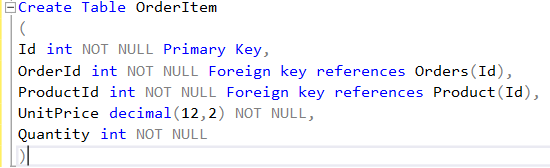 Create Table OrderItem
(
Id int NOT NULL Primary Key,
OrderId int NOT NULL Foreign key references Orders(Id),
ProductId int NOT NULL Foreign key references Product(Id),
UnitPrice decimal(12,2) NOT NULL,
Quantity int NOT NULL
)